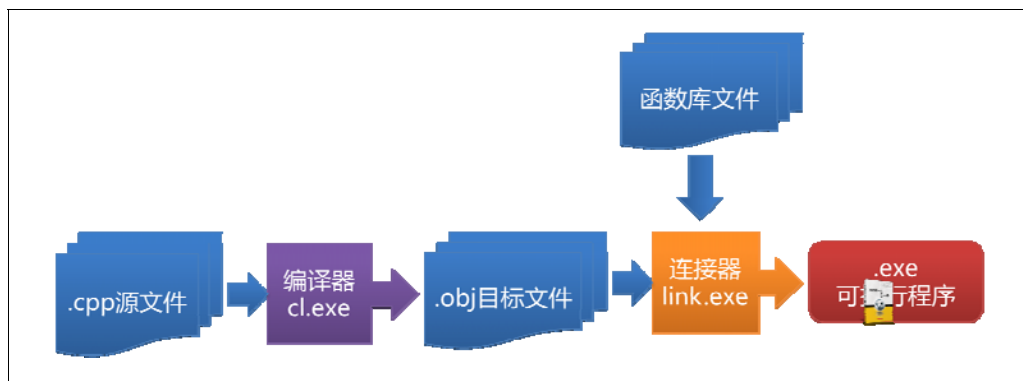 函数库文件
.cpp源文件
编译器
cl.exe
.obj目标文件
连接器
link.exe
.exe
可执行程序